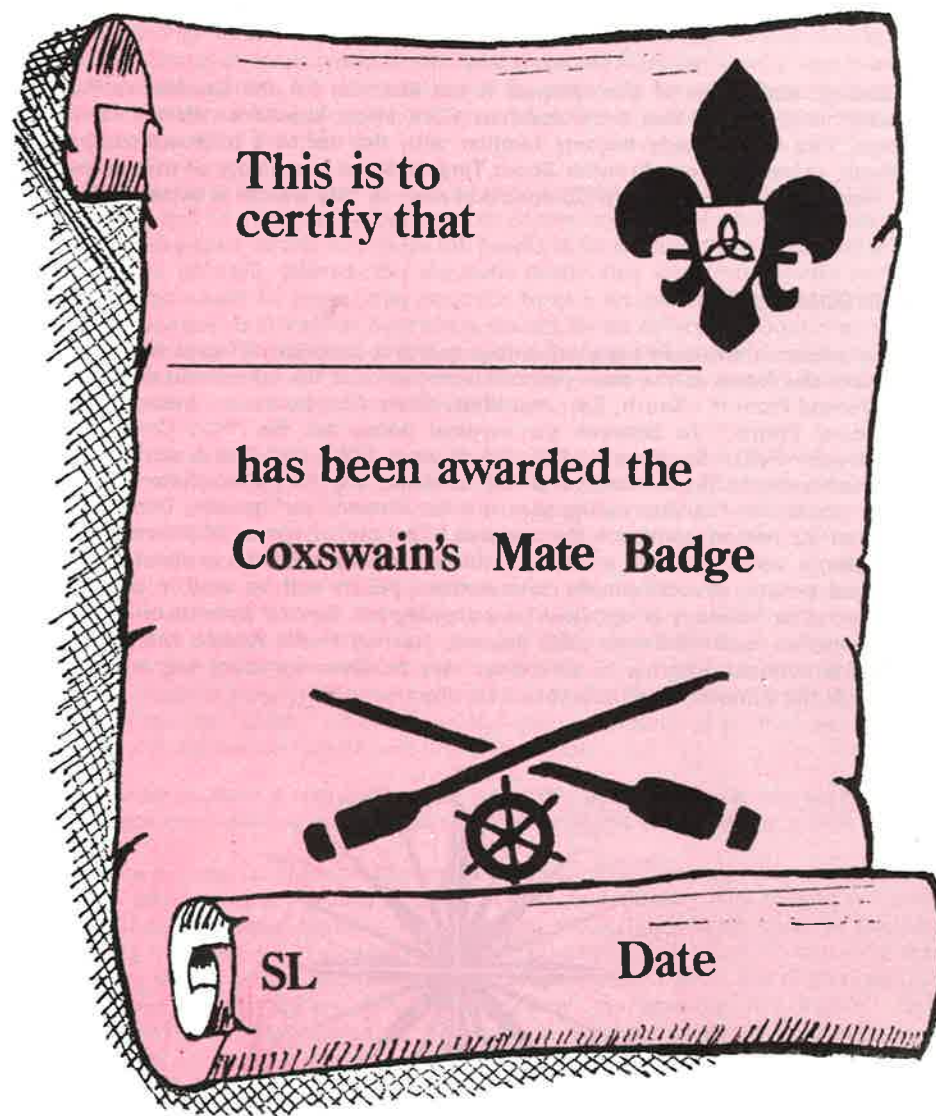 This is to
certify that
has been awarded the
Coxswain's Mate Badge
SL
Date